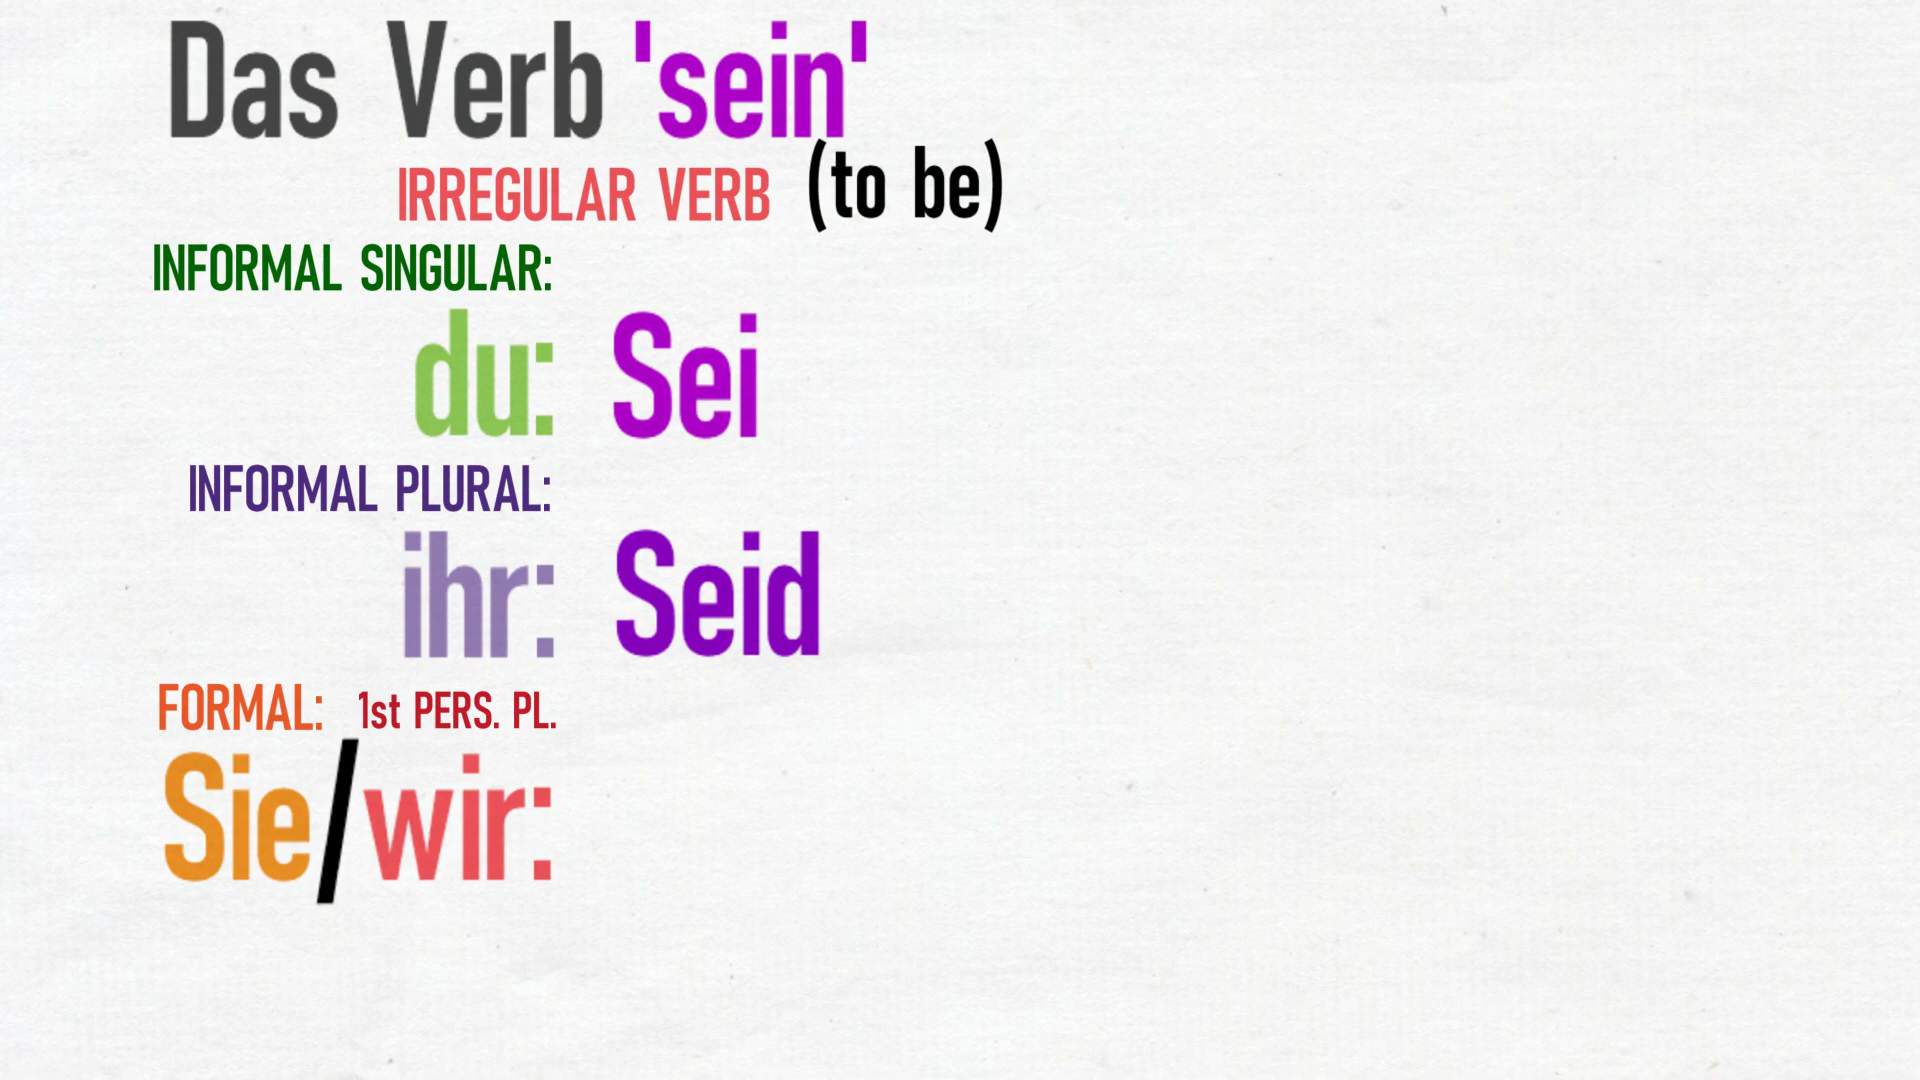 Das Verb 'sein'
IRREGULAR VERB (to be)
INFORMAL SINGULAR:
du: Sei
INFORMAL PLURAL:
ihr: Seid
FORMAL: 1st PERS. PL.
Sie/wir: